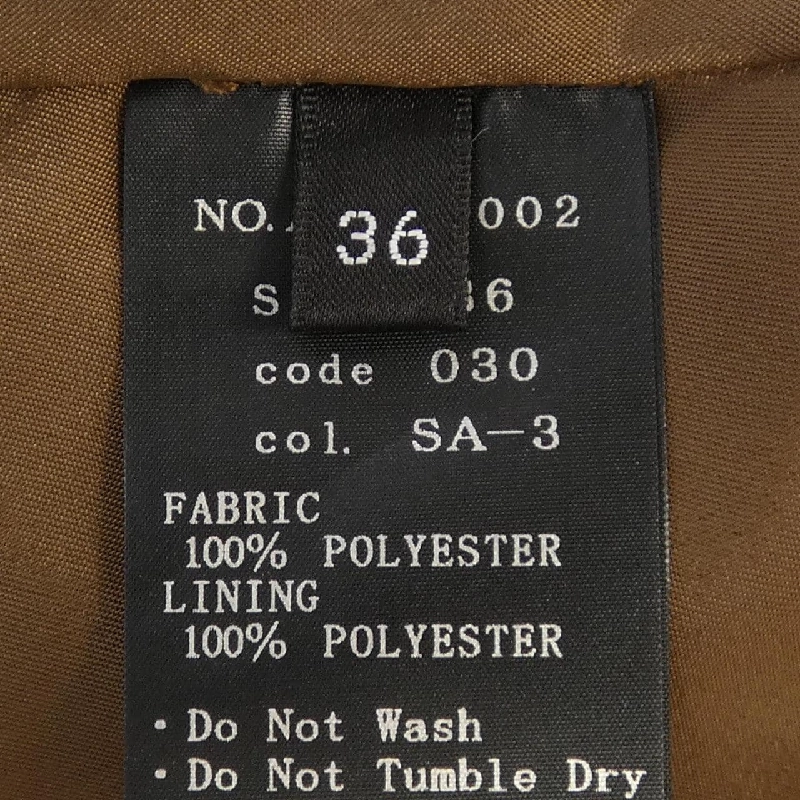 36
NO. 002
36
code 030
col. SA-3
FABRIC
100% POLYESTER
LINING
100% POLYESTER
· Do Not Wash
· Do Not Tumble Dry